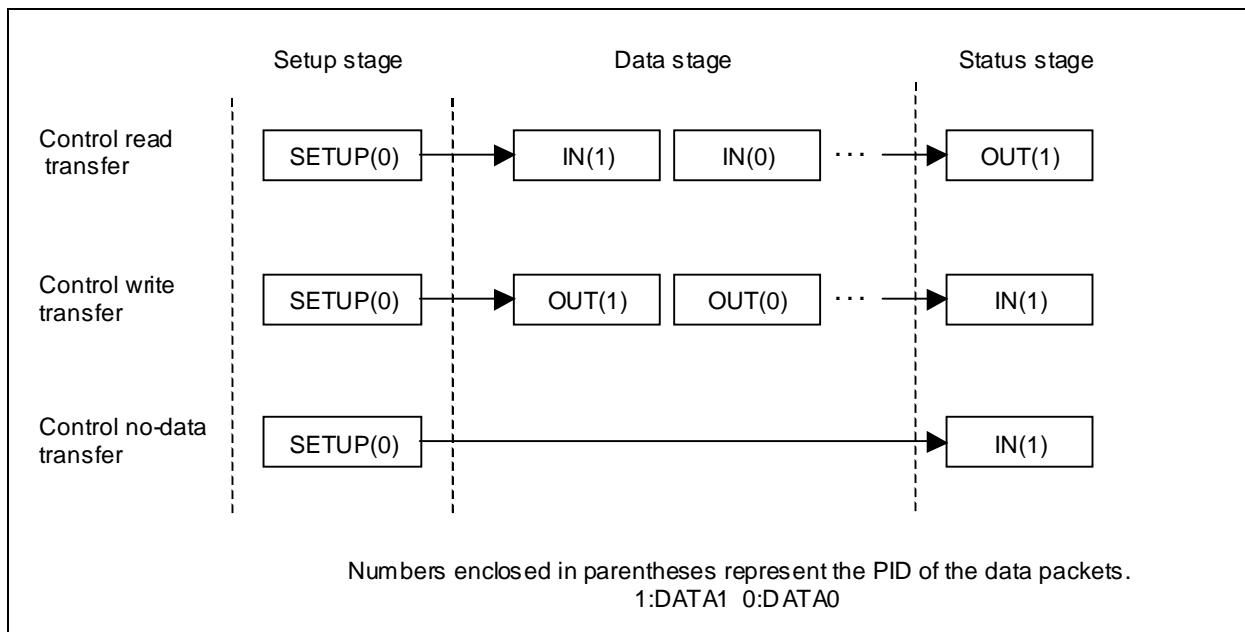 Setup stage Data stage Status stage
Control read
transfer
SETUP(0) IN(1) IN(0) ··· OUT(1)
Control write
transfer
SETUP(0) OUT(1) OUT(0) ··· IN(1)
Control no-data
transfer
SETUP(0) IN(1)
Numbers enclosed in parentheses represent the PID of the data packets.
1:DATA1 0:DATA0